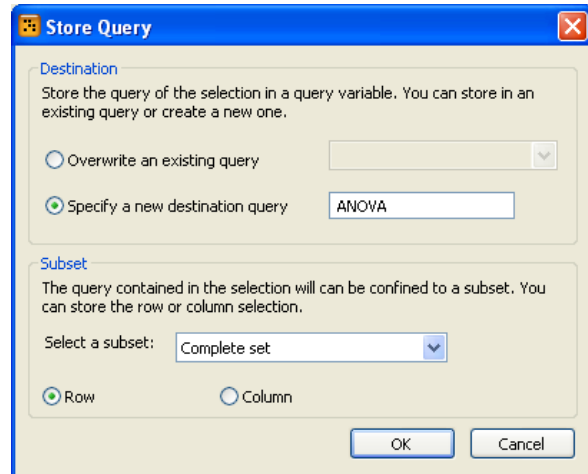 Store Query
Destination
Store the query of the selection in a query variable. You can store in an
existing query or create a new one.
Overwrite an existing query
Specify a new destination query ANOVA
Subset
The query contained in the selection will can be confined to a subset. You
can store the row or column selection.
Select a subset: Complete set
Row Column
OK Cancel